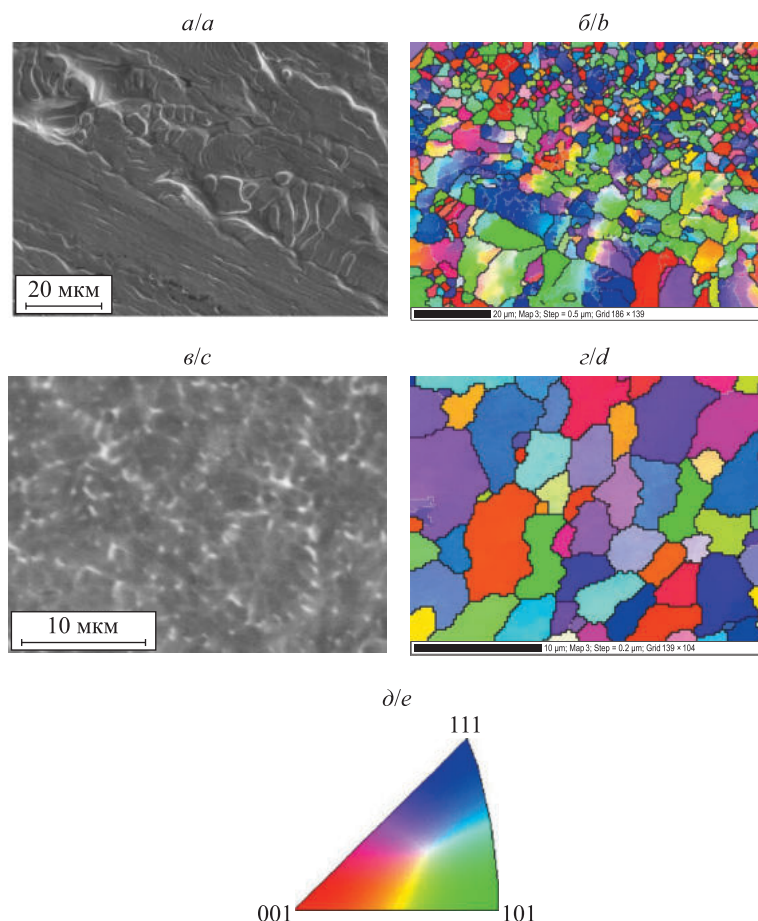 а/a
б/b
20 мкм
20 µm; Map 3; Step = 0.5 µm; Grid 186 × 139
в/c
г/d
10 мкм
10 µm; Map 3; Step = 0.2 µm; Grid 139 × 104
д/e
111
001
101